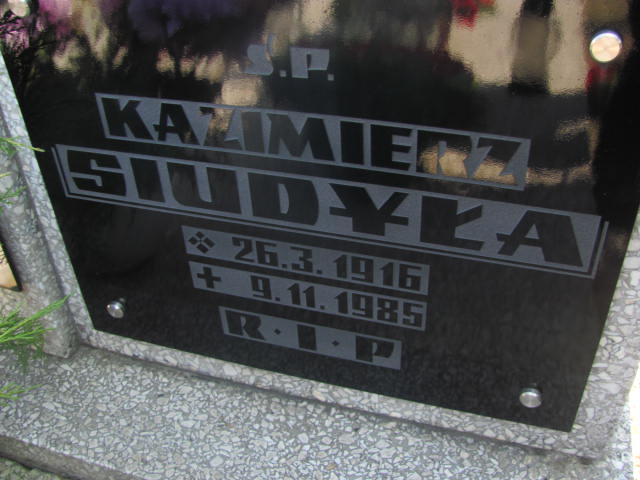 Ś.P.
KAZIMIERZ
SIUDYŁA
26.3.1916
9.11.1985
R·I·P